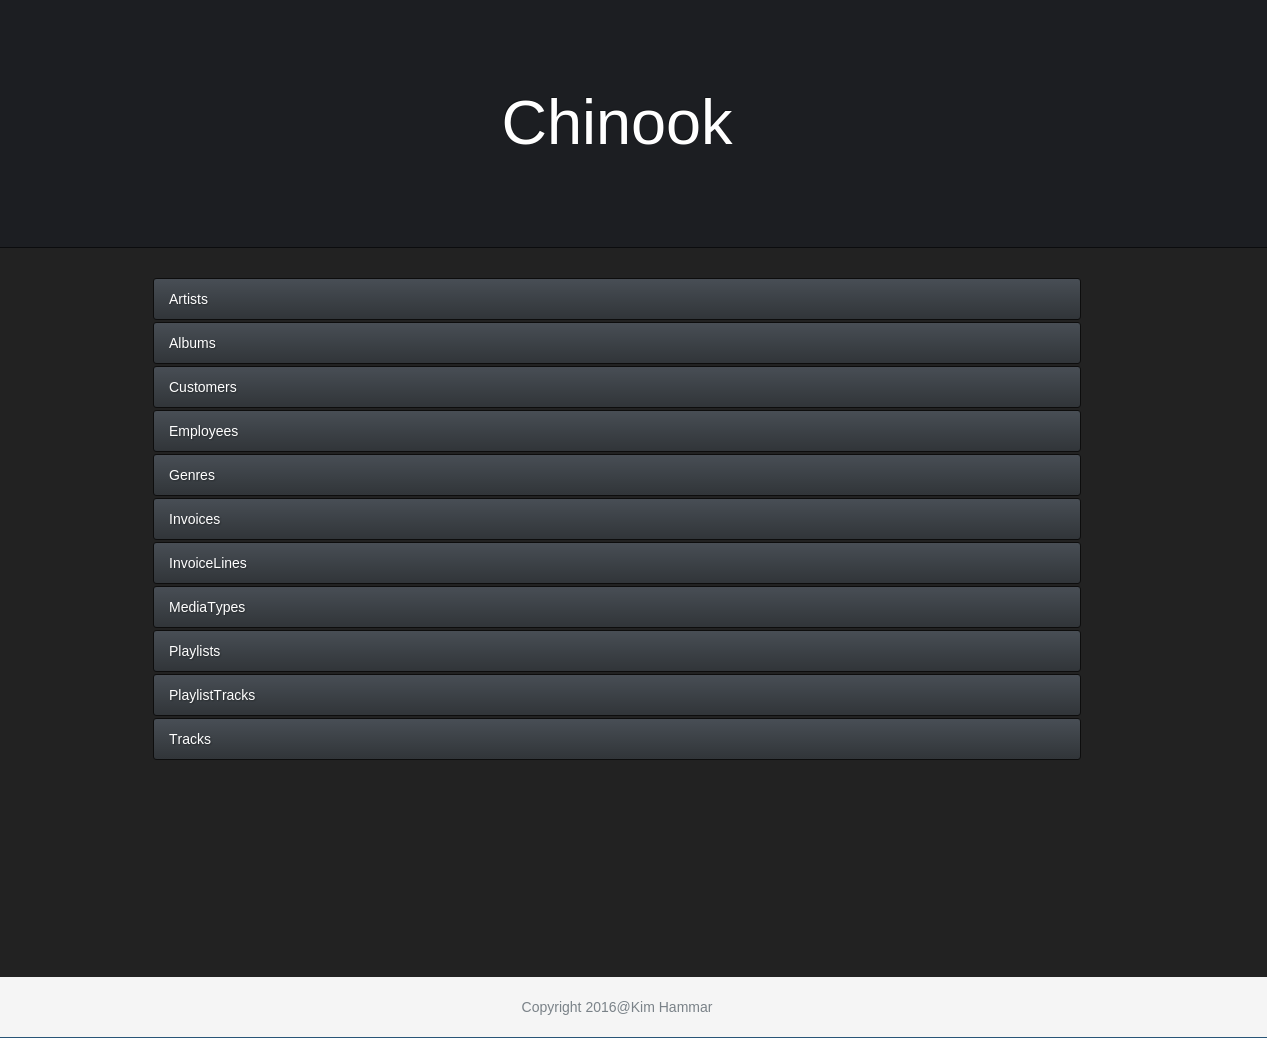 Chinook
Artists
Albums
Customers
Employees
Genres
Invoices
InvoiceLines
MediaTypes
Playlists
PlaylistTracks
Tracks
Copyright 2016@Kim Hammar